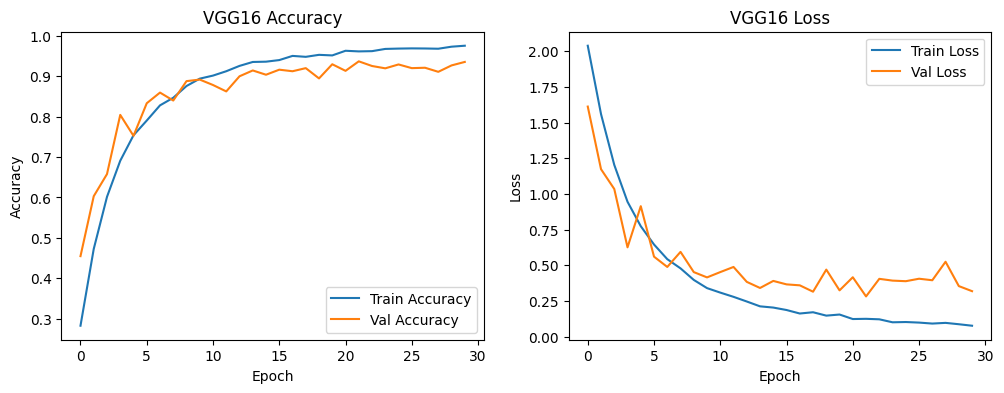 VGG16 Accuracy
1.0
0.9
0.8
0.7
0.6
0.5
0.4
0.3
Accuracy
Train Accuracy
Val Accuracy
0 5 10 15 20 25 30
Epoch
VGG16 Loss
2.00
1.75
1.50
1.25
1.00
0.75
0.50
0.25
0.00
Loss
Train Loss
Val Loss
0 5 10 15 20 25 30
Epoch